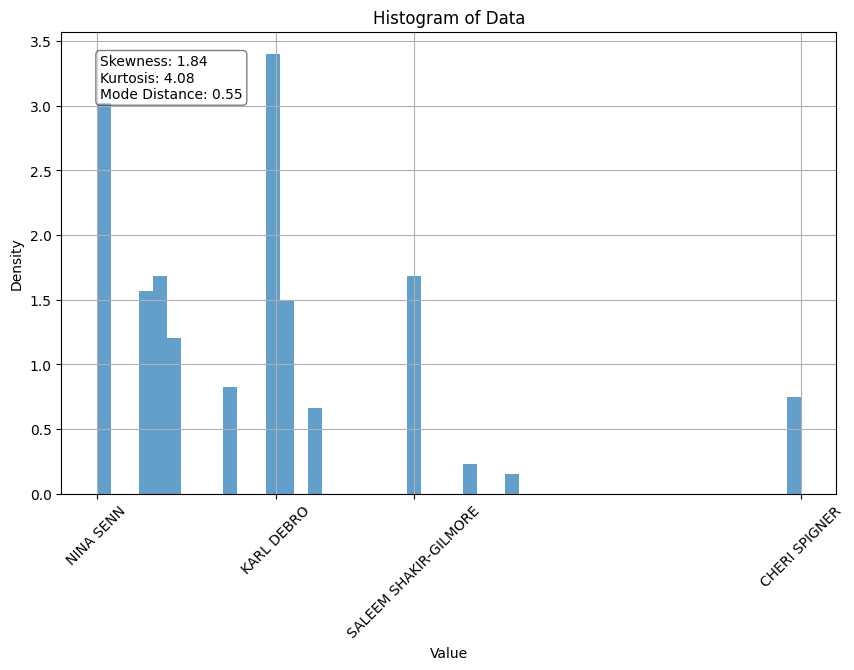 Histogram of Data
Skewness: 1.84
Kurtosis: 4.08
Mode Distance: 0.55
3.5
3.0
2.5
2.0
1.5
1.0
0.5
0.0
Density
NINA SENN
KARL DEBRO
SALEEM SHAKIR-GILMORE
CHERI SPIGNER
Value